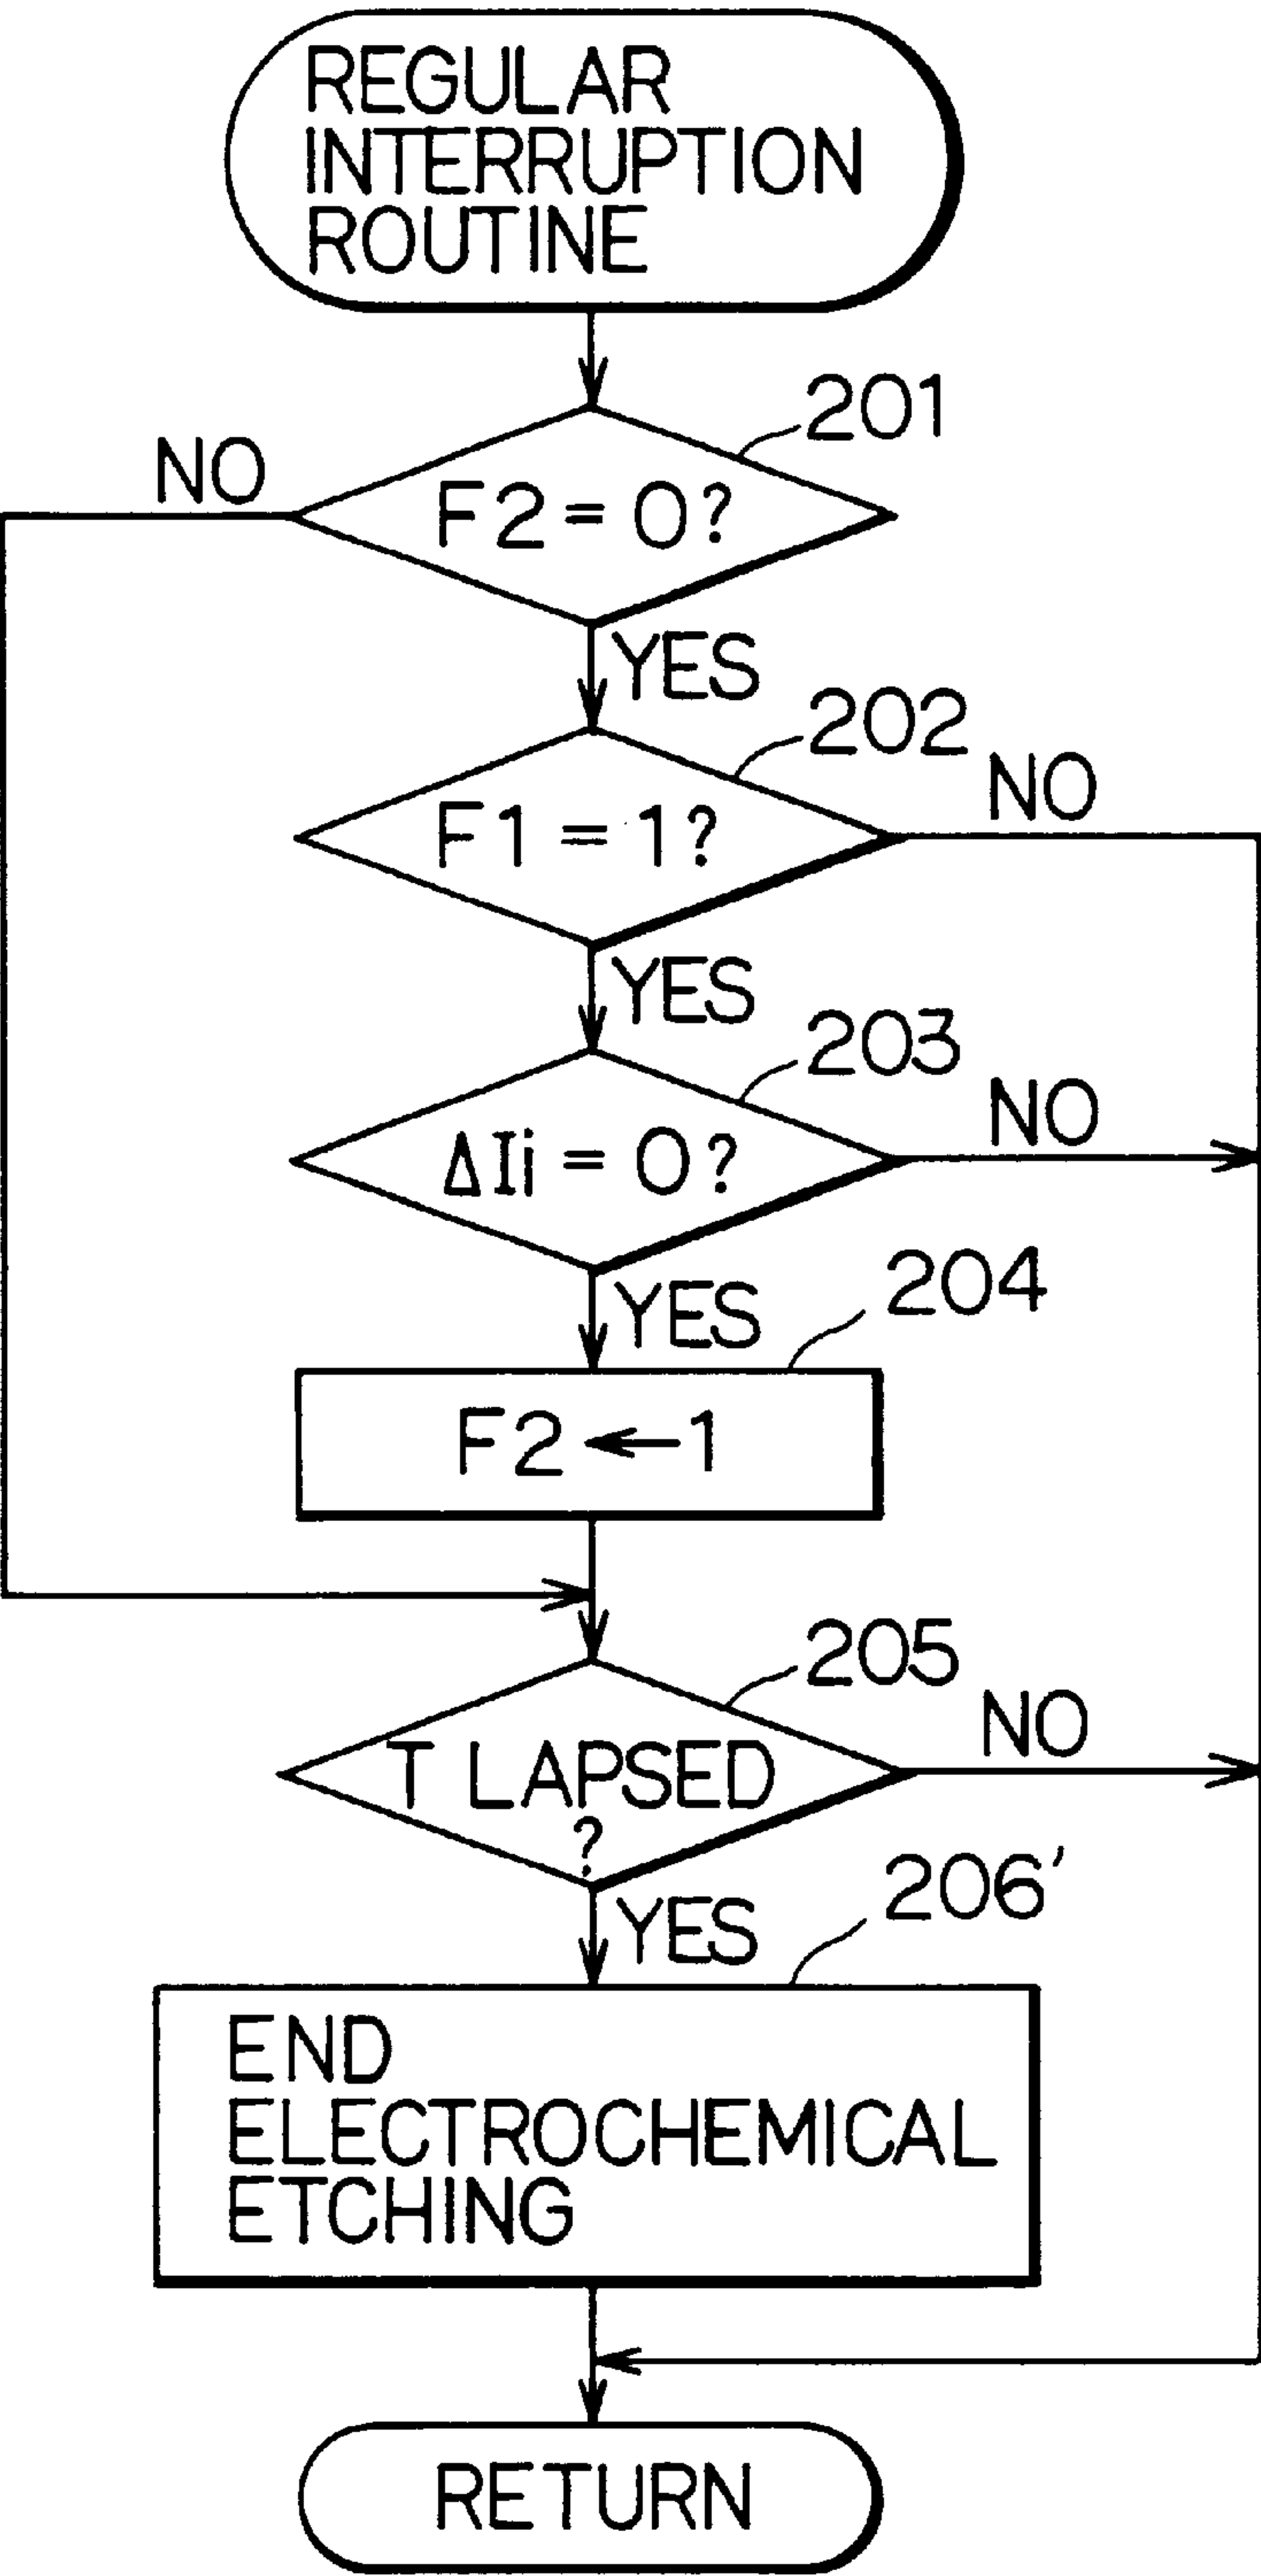 REGULAR
INTERRUPTION
ROUTINE
201
NO
F2 = 0?
YES
202
NO
F1 = 1?
YES
203
NO
ΔIi = 0?
YES
204
F2 ← 1
205
NO
T LAPSED
?
206'
YES
END
ELECTROCHEMICAL
ETCHING
RETURN